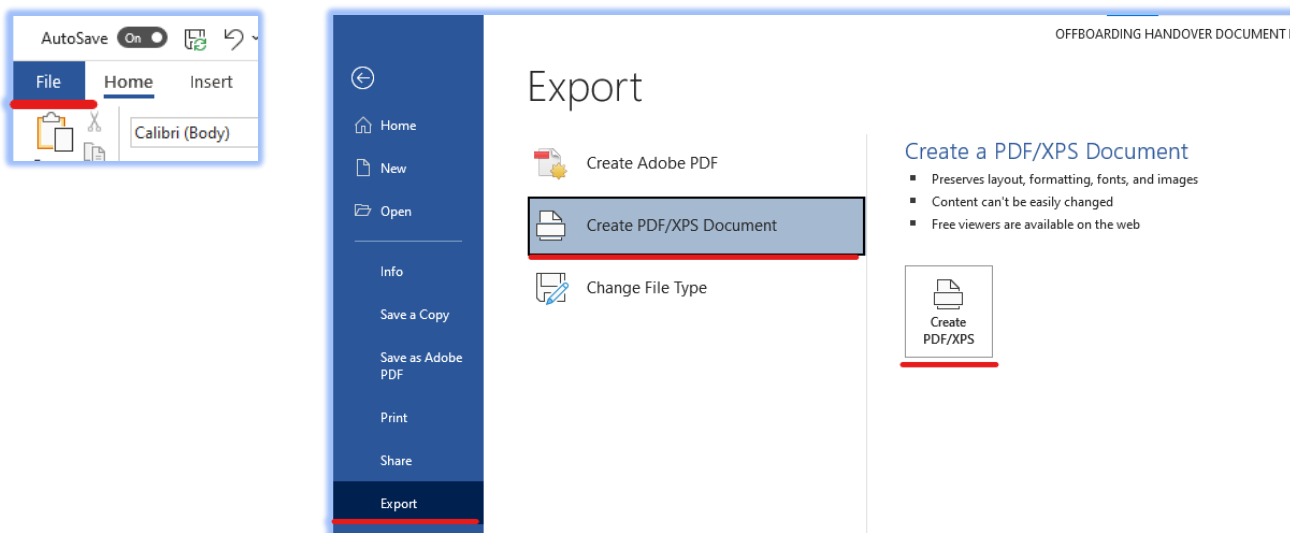 AutoSave On
File Home Insert
Calibri (Body)
OFFBOARDING HANDOVER DOCUMENT
Export
Home
New
Open
Info
Save a Copy
Save as Adobe
PDF
Print
Share
Export
Create Adobe PDF
Create PDF/XPS Document
Change File Type
Create a PDF/XPS Document
Preserves layout, formatting, fonts, and images
Content can't be easily changed
Free viewers are available on the web
Create
PDF/XPS